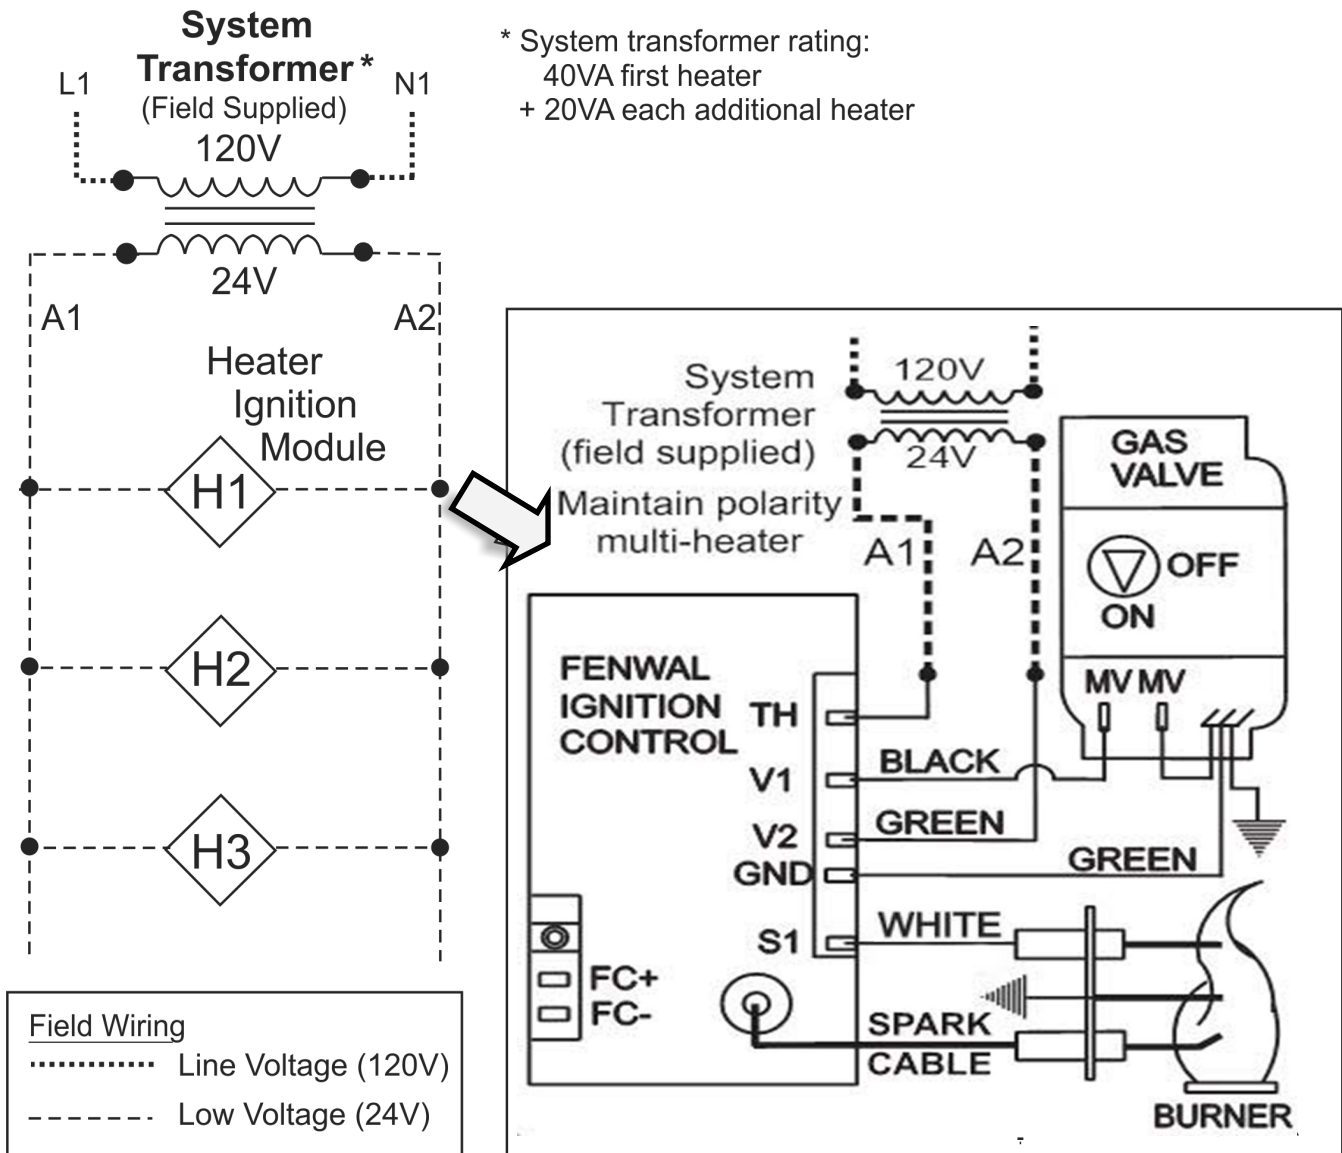 System
Transformer *
(Field Supplied)
L1
N1
120V
24V
A1
A2
* System transformer rating:
40VA first heater
+ 20VA each additional heater
Heater
Ignition
Module
H1
H2
H3
Field Wiring
Line Voltage (120V)
Low Voltage (24V)
System
Transformer
(field supplied)
120V
24V
Maintain polarity
multi-heater
A1
A2
GAS
VALVE
OFF
ON
MV MV
FENWAL
IGNITION
CONTROL
TH
V1
V2
GND
S1
FC+
FC-
BLACK
GREEN
GREEN
WHITE
SPARK
CABLE
BURNER